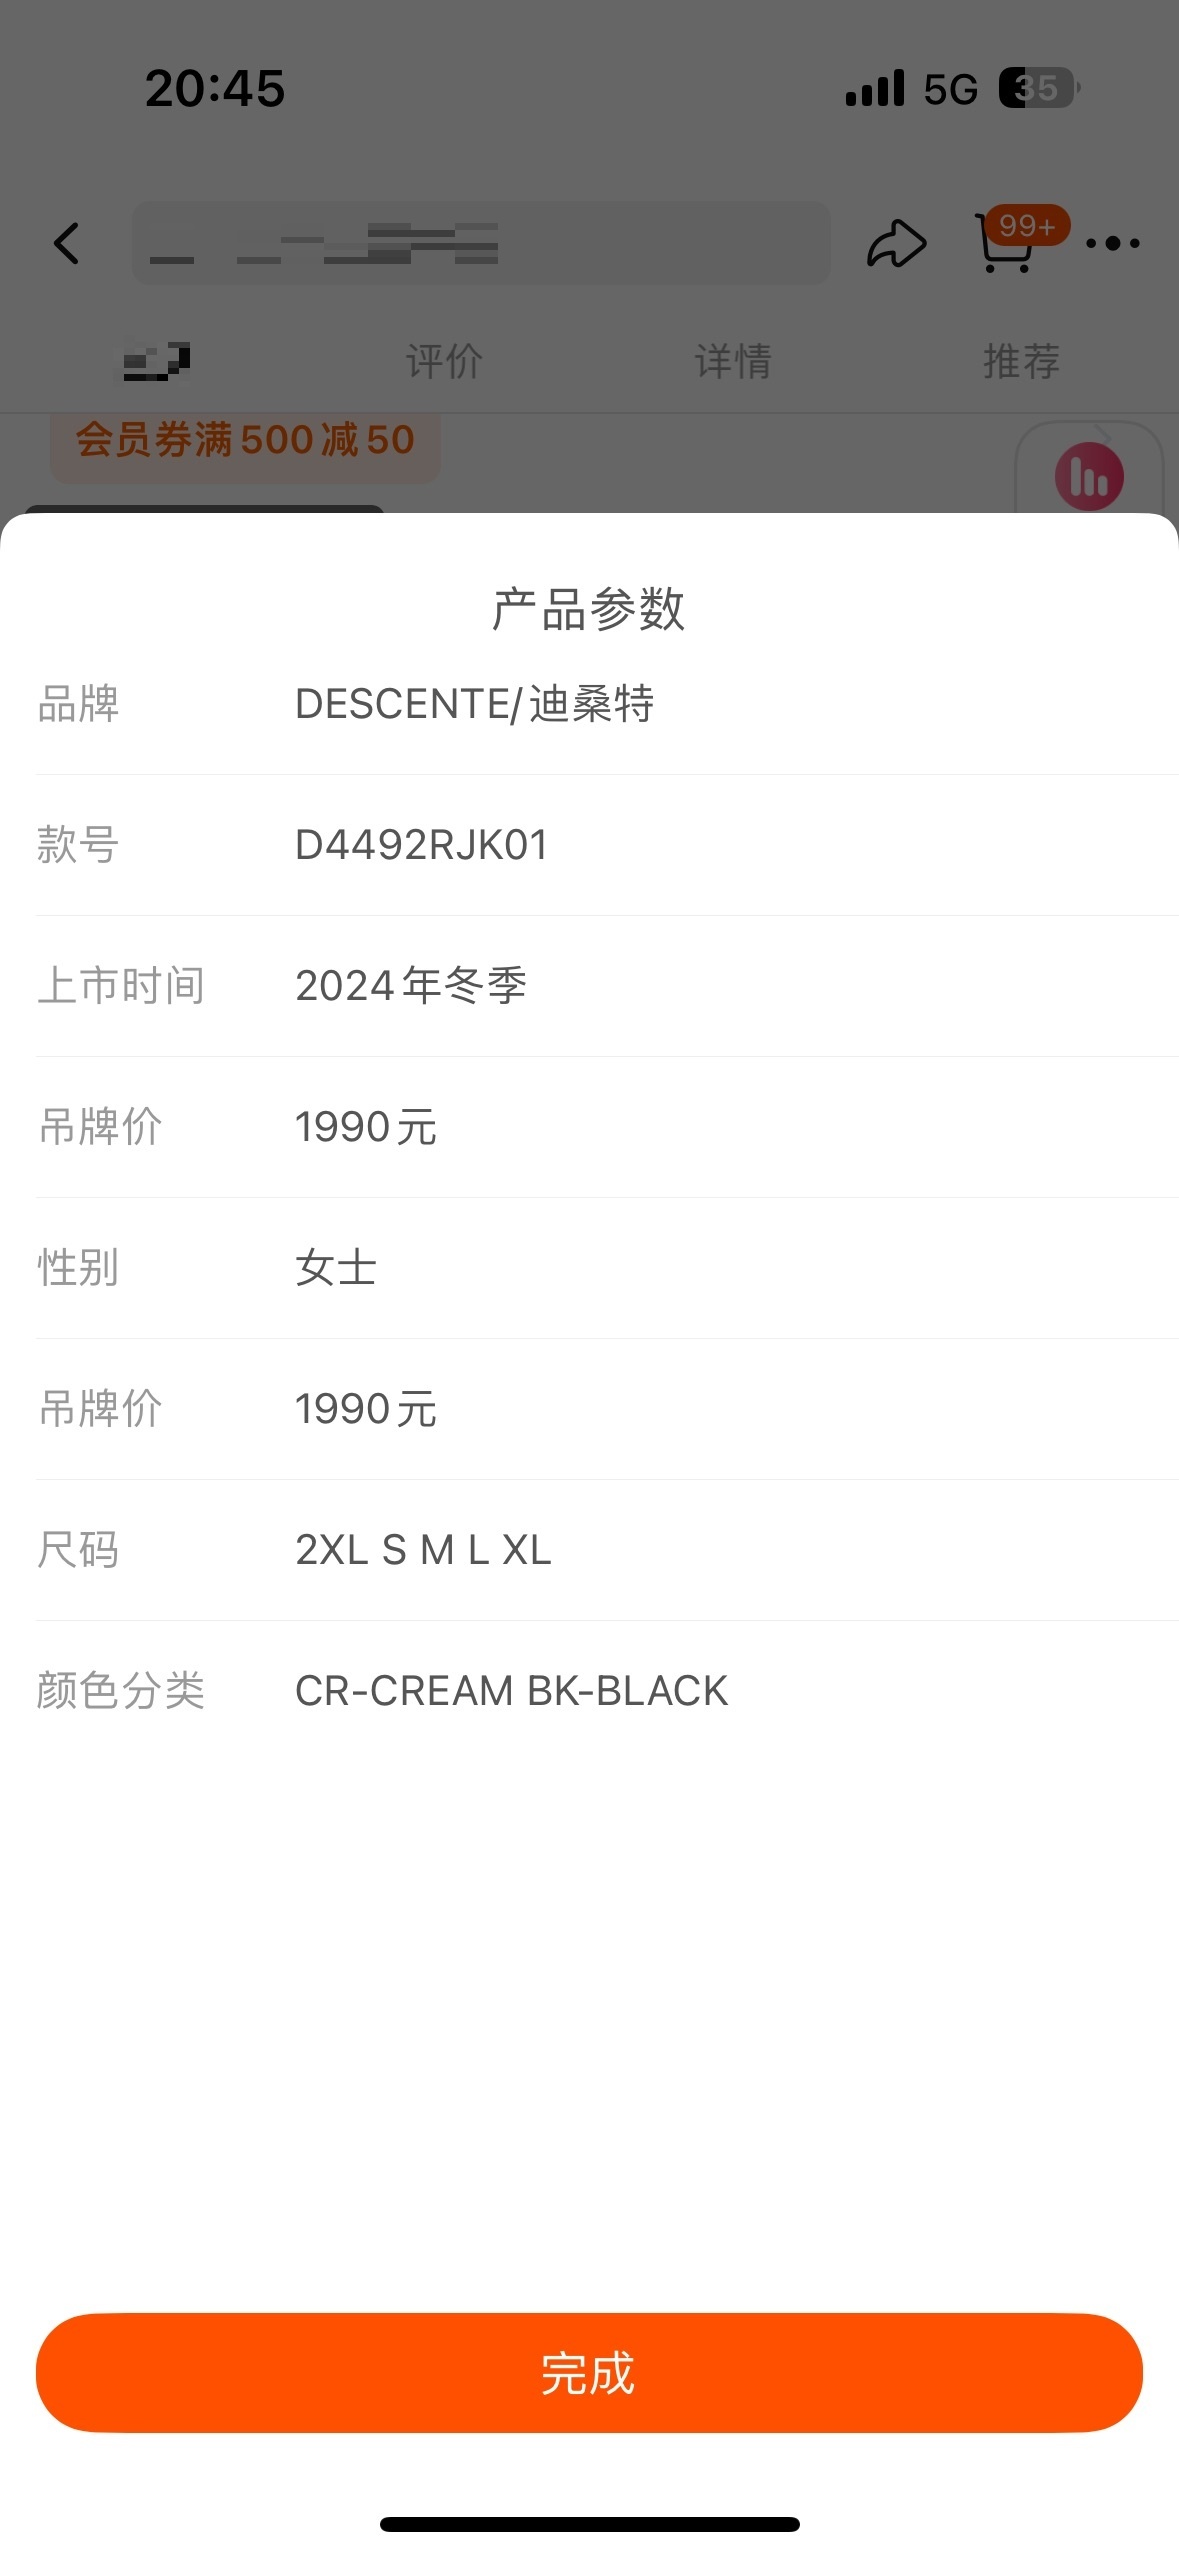 20:45
5G 35
99+
评价 详情 推荐
会员券满500减50
产品参数
品牌 DESCENTE/迪桑特
款号 D4492RJK01
上市时间 2024年冬季
吊牌价 1990元
性别 女士
吊牌价 1990元
尺码 2XL S M L XL
颜色分类 CR-CREAM BK-BLACK
完成